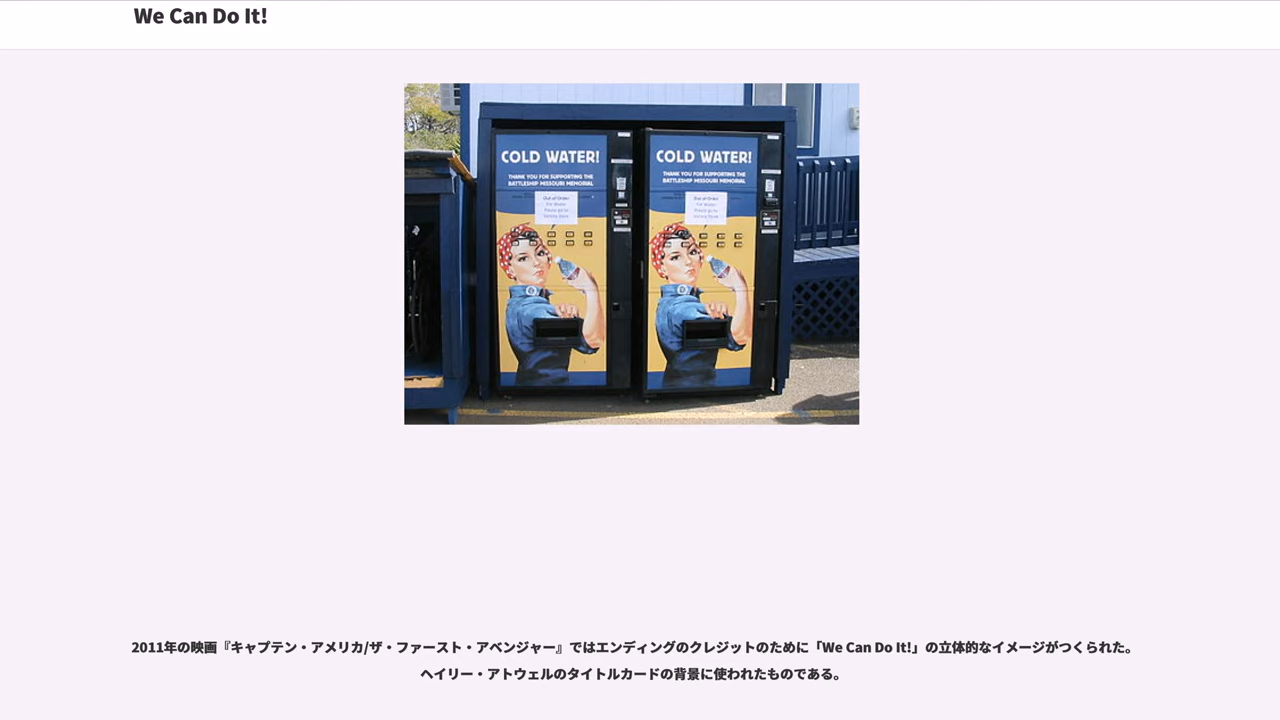 We Can Do It!
COLD WATER!
THANK YOU FOR SUPPORTING THE
BATTLESHIP MISSOURI MEMORIAL
Out of Order
COLD WATER!
THANK YOU FOR SUPPORTING THE
BATTLESHIP MISSOURI MEMORIAL
Out of Order
2011年の映画『キャプテン・アメリカ/ザ・ファースト・アベンジャー』ではエンディングのクレジットのために「We Can Do It!」の立体的なイメージがつくられた。
ヘイリー・アトウェルのタイトルカードの背景に使われたものである。